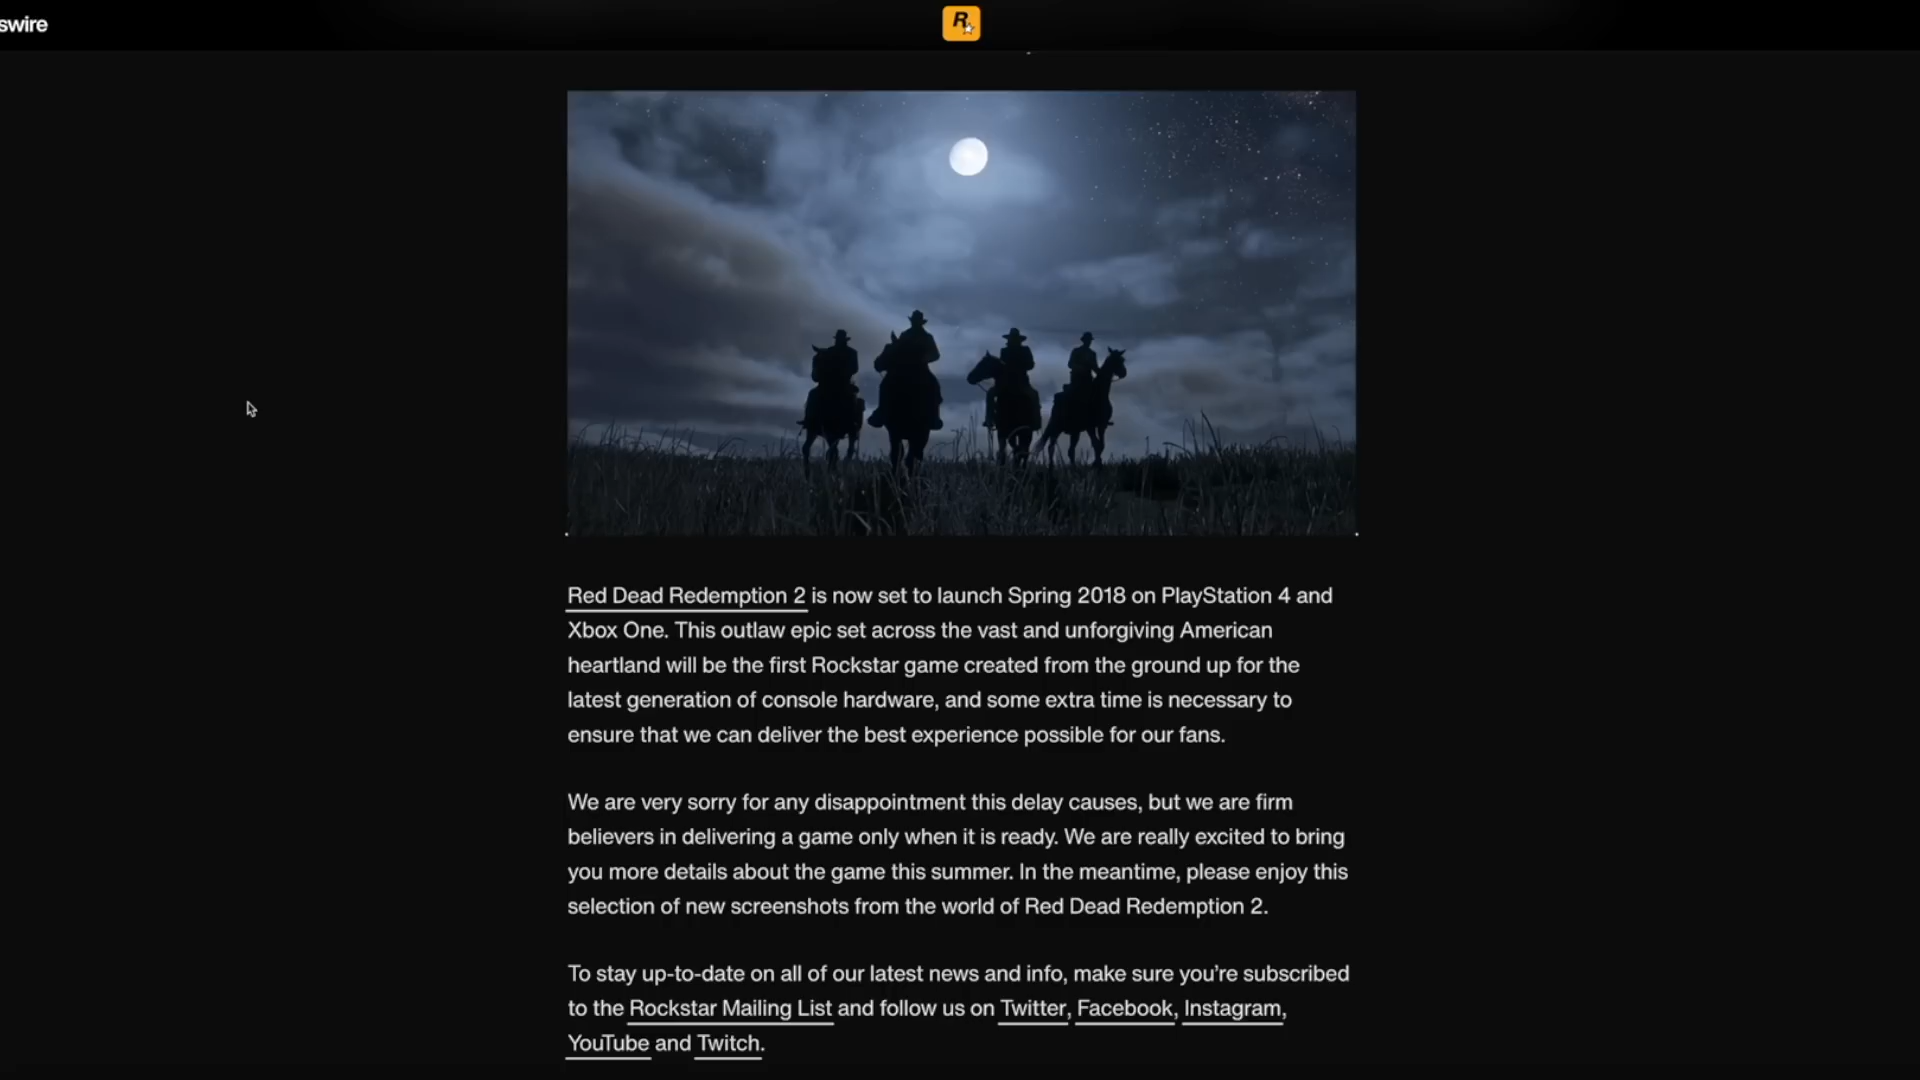 swire
R
Red Dead Redemption 2 is now set to launch Spring 2018 on PlayStation 4 and
Xbox One. This outlaw epic set across the vast and unforgiving American
heartland will be the first Rockstar game created from the ground up for the
latest generation of console hardware, and some extra time is necessary to
ensure that we can deliver the best experience possible for our fans.
We are very sorry for any disappointment this delay causes, but we are firm
believers in delivering a game only when it is ready. We are really excited to bring
you more details about the game this summer. In the meantime, please enjoy this
selection of new screenshots from the world of Red Dead Redemption 2.
To stay up-to-date on all of our latest news and info, make sure you’re subscribed
to the Rockstar Mailing List and follow us on Twitter, Facebook, Instagram,
YouTube and Twitch.